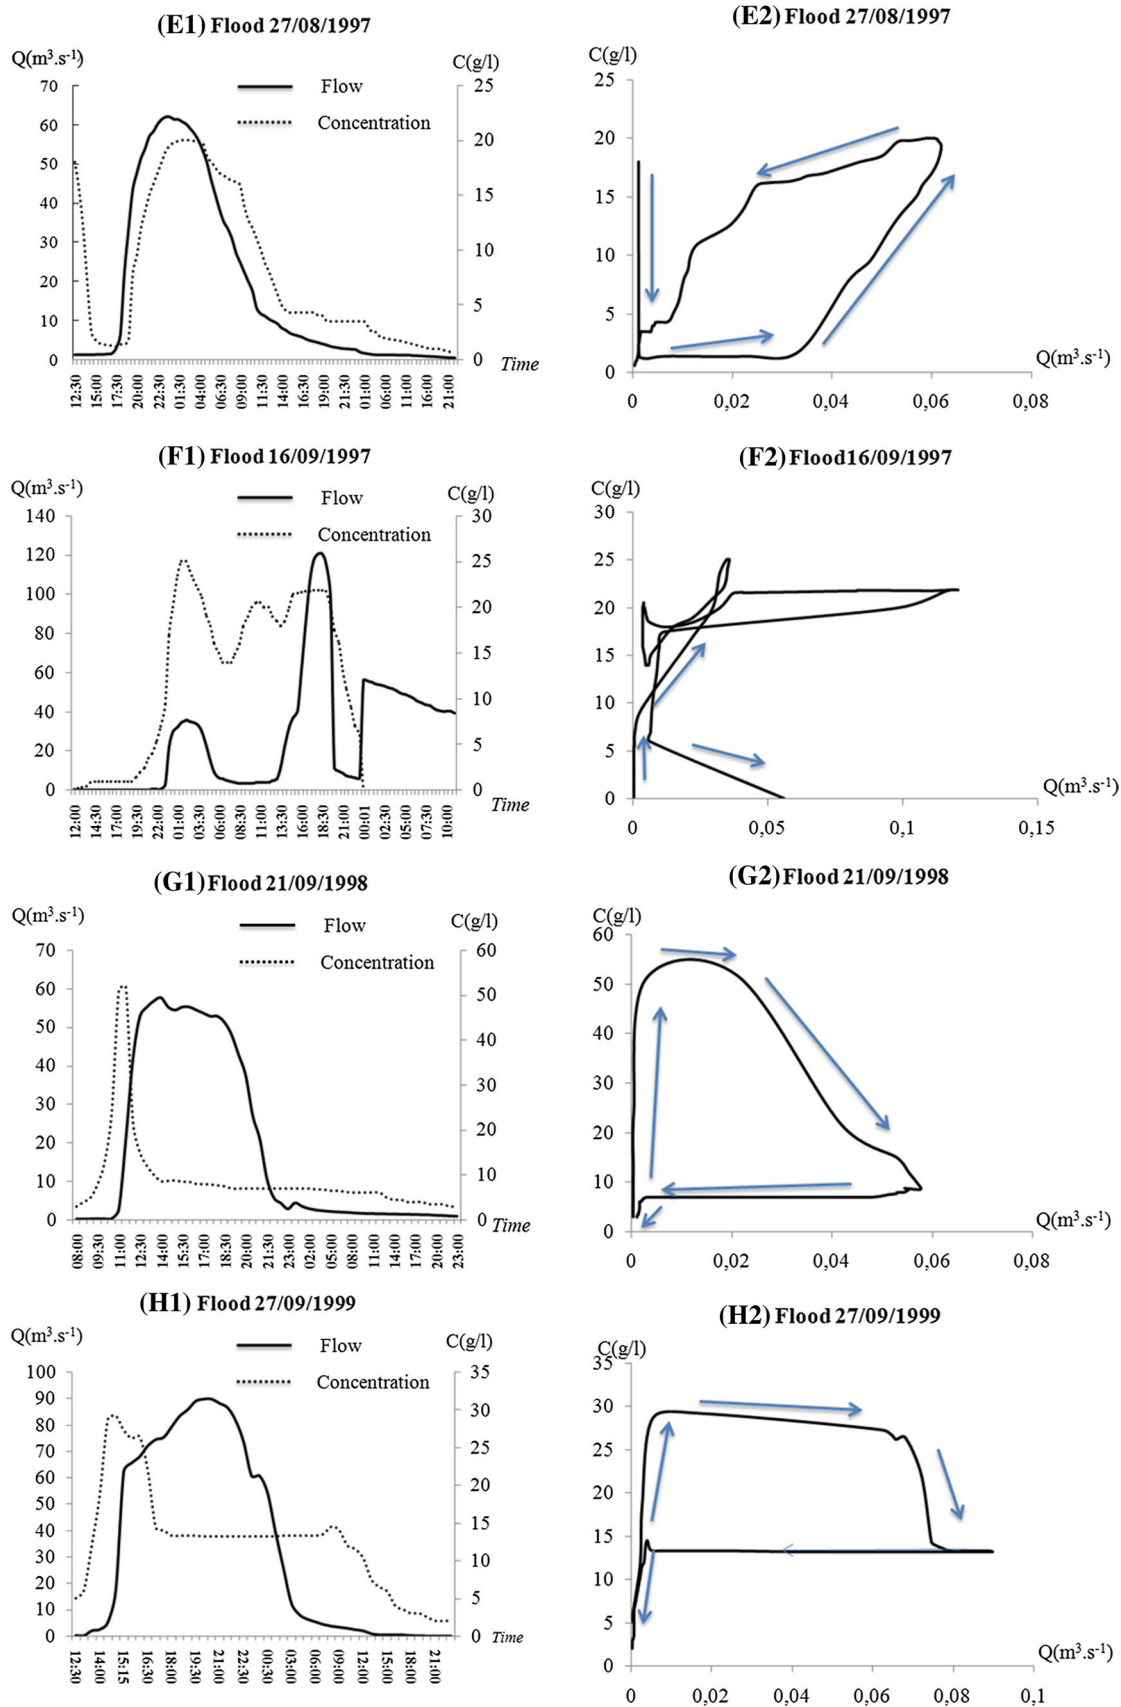 (E1) Flood 27/08/1997
Q(m³.s⁻¹)
C(g/l)
Flow
Concentration
70
60
50
40
30
20
10
0
25
20
15
10
5
0
Time
12:30 15:00 17:30 20:00 22:30 01:30 04:00 06:30 09:00 11:30 14:00 16:30 19:00 21:30 01:00 06:00 11:00 16:00 21:00
(E2) Flood 27/08/1997
C(g/l)
25
20
15
10
5
0
Q(m³.s⁻¹)
0 0,02 0,04 0,06 0,08
(F1) Flood 16/09/1997
Q(m³.s⁻¹)
C(g/l)
Flow
Concentration
140
120
100
80
60
40
20
0
30
25
20
15
10
5
0
Time
12:00 14:30 17:00 19:30 22:00 01:00 03:30 06:00 08:30 11:00 13:30 16:00 18:30 21:00 00:01 02:30 05:00 07:30 10:00
(F2) Flood16/09/1997
C(g/l)
30
25
20
15
10
5
0
Q(m³.s⁻¹)
0 0,05 0,1 0,15
(G1) Flood 21/09/1998
Q(m³.s⁻¹)
C(g/l)
Flow
Concentration
70
60
50
40
30
20
10
0
60
50
40
30
20
10
0
Time
08:00 09:30 11:00 12:30 14:00 15:30 17:00 18:30 20:00 21:30 23:00 02:00 05:00 08:00 11:00 14:00 17:00 20:00 23:00
(G2) Flood 21/09/1998
C(g/l)
60
50
40
30
20
10
0
Q(m³.s⁻¹)
0 0,02 0,04 0,06 0,08
(H1) Flood 27/09/1999
Q(m³.s⁻¹)
C(g/l)
Flow
Concentration
100
90
80
70
60
50
40
30
20
10
0
35
30
25
20
15
10
5
0
Time
12:30 14:00 15:15 16:30 18:00 19:30 21:00 22:30 00:30 03:00 06:00 09:00 12:00 15:00 18:00 21:00
(H2) Flood 27/09/1999
C(g/l)
35
30
25
20
15
10
5
0
Q(m³.s⁻¹)
0 0,02 0,04 0,06 0,08 0,1